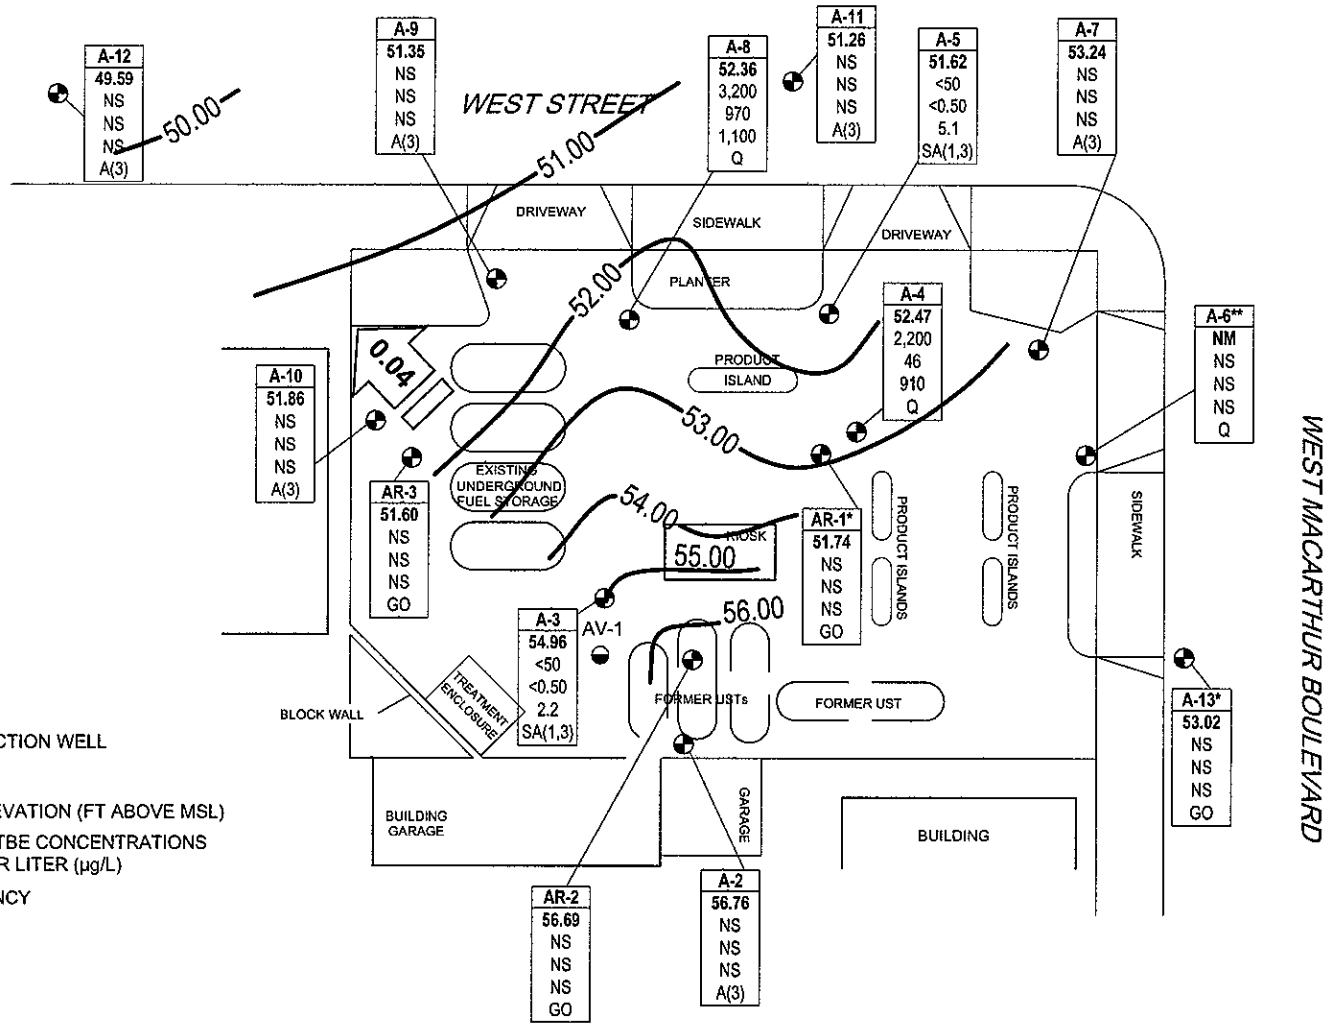 A-12
49.59
NS
NS
NS
A(3)
50.00
A-9
51.35
NS
NS
NS
A(3)
WEST STREET
51.00
A-8
52.36
3,200
970
1,100
Q
A-11
51.26
NS
NS
NS
A(3)
A-5
51.62
<50
<0.50
5.1
SA(1,3)
A-7
53.24
NS
NS
NS
A(3)
DRIVEWAY
SIDEWALK
DRIVEWAY
PLANTER
52.00
A-4
52.47
2,200
46
910
Q
A-6**
NM
NS
NS
NS
Q
0.04
PRODUCT
ISLAND
A-10
51.86
NS
NS
NS
A(3)
53.00
WEST MACARTHUR BOULEVARD
AR-3
51.60
NS
NS
NS
GO
EXISTING
UNDERGROUND
FUEL STORAGE
54.00
KIOSK
55.00
AR-1*
51.74
NS
NS
NS
GO
PRODUCT ISLANDS
PRODUCT ISLANDS
SIDEWALK
A-3
54.96
<50
<0.50
2.2
SA(1,3)
AV-1
56.00
TREATMENT
ENCLOSURE
FORMER USTs
FORMER UST
BLOCK WALL
A-13*
53.02
NS
NS
NS
GO
CTION WELL
EVATION (FT ABOVE MSL)
TBE CONCENTRATIONS
R LITER (µg/L)
NCY
BUILDING
GARAGE
GARAGE
BUILDING
AR-2
56.69
NS
NS
NS
GO
A-2
56.76
NS
NS
NS
A(3)